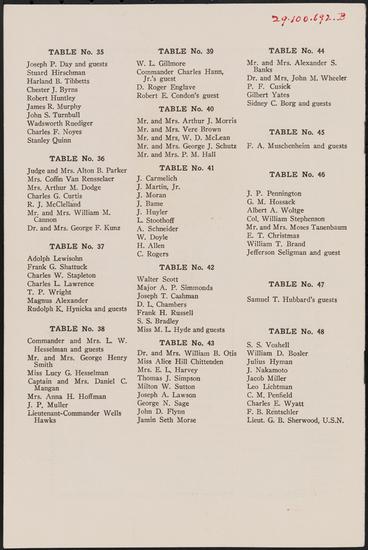 29.100.692.B
TABLE No. 35
Joseph P. Day and guests
Stuard Hirschman
Harland B. Tibbetts
Chester J. Byrns
Robert Huntley
James R. Murphy
John S. Turnbull
Wadsworth Ruediger
Charles F. Noyes
Stanley Quinn
TABLE No. 36
Judge and Mrs. Alton B. Parker
Mrs. Coffin Van Rensselaer
Mrs. Arthur M. Dodge
Charles G. Curtis
R. J. McClelland
Mr. and Mrs. William M.
Cannon
Dr. and Mrs. George F. Kunz
TABLE No. 37
Adolph Lewisohn
Frank G. Shattuck
Charles W. Stapleton
Charles L. Lawrence
T. P. Wright
Magnus Alexander
Rudolph K, Hynicka and guests
TABLE No. 38
Commander and Mrs. L. W.
Hesselman and guests
Mr. and Mrs. George Henry
Smith
Miss Lucy G. Hesselman
Captain and Mrs. Daniel C.
Mangan
Mrs. Anna H. Hoffman
J. P. Muller
Lieutenant-Commander Wells
Hawks
TABLE No. 39
W. L. Gillmore
Commander Charles Hann,
Jr.'s guest
D. Roger Englave
Robert E. Condon's guest
TABLE No. 40
Mr. and Mrs. Arthur J. Morris
Mr. and Mrs. Vere Brown
Mr. and Mrs, W. D. McLean
Mr. and Mrs. George J. Schutz
Mr. and Mrs. P. M. Hall
TABLE No. 41
J. Carmelich
J. Martin, Jr.
J. Moran
J. Bame
J. Huyler
L. Stoothoff
A. Schneider
W. Doyle
H. Allen
C. Rogers
TABLE No. 42
Walter Scott
Major A. P. Simmonds
Joseph T. Caahman
D. L, Chambers
Frank H. Russell
S. S. Bradley
Miss M. L. Hyde and guests
TABLE No. 43
Dr. and Mrs. William B. Otis
Miss Alice Hill Chittenden
Mrs. E. L, Harvey
Thomas J. Simpson
Milton W. Sutton
Joseph A. Lawson
George N. Sage
John D. Flynn
Jamin Seth Morse
TABLE No. 44
Mr. and Mrs. Alexander S.
Banks
Dr. and Mrs, John M. Wheeler
P. F. Cusick
Gilbert Yates
Sidney C. Borg and guests
TABLE No. 45
F. A. Muschenheim and guests
TABLE No. 46
J. P. Pennington
G. M. Hossack
Albert A. Woltge
Col, William Stephenson
Mr. and Mrs. Moses Tanenbaum
E. T. Christmas
William T. Brand
Jefferson Seligman and guest
TABLE No. 47
Samuel T. Hubbard's guests
TABLE No. 48
S. S. Voshell
William D. Bosler
Julius Hyman
J. Nakamoto
Jacob Miller
Leo Lichtman
C. M. Penfield
Charles E. Wyatt
F. B. Rentschler
Lieut. G. B. Sherwood, U.S.N.